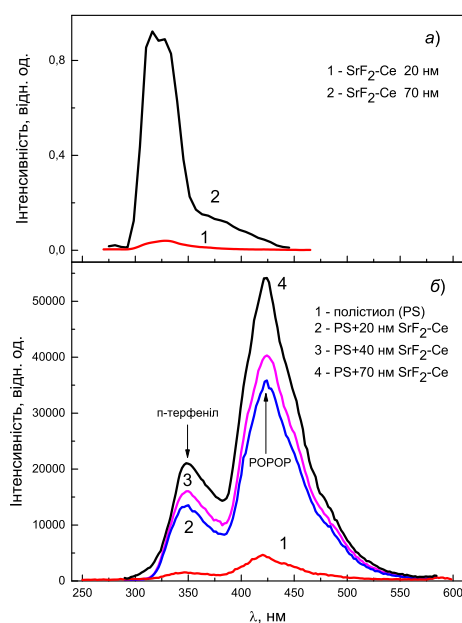 а)
1 - SrF2-Ce 20 нм
2 - SrF2-Ce 70 нм
Інтенсивність, відн. од.
0,8
0,4
0,0
2
1
б)
1 - полістиол (PS)
2 - PS+20 нм SrF2-Ce
3 - PS+40 нм SrF2-Ce
4 - PS+70 нм SrF2-Ce
Інтенсивність, відн. од.
50000
40000
30000
20000
10000
0
4
п-терфеніл
3
2
POPOP
1
250 300 350 400 450 500 550 600
λ, нм